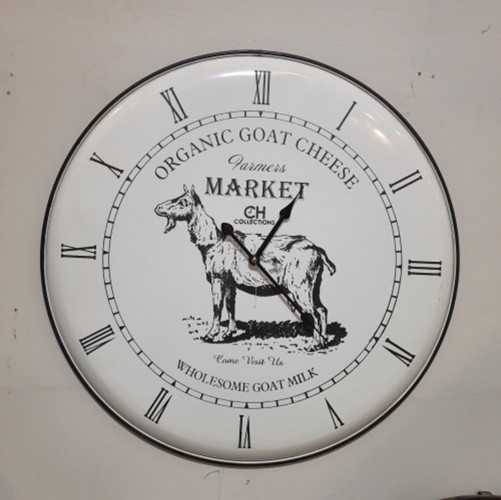 XII
I
II
III
IV
V
VI
VII
VIII
IX
X
XI
ORGANIC GOAT CHEESE
Farmers
MARKET
CH
COLLECTIONS
Come Visit Us
WHOLESOME GOAT MILK